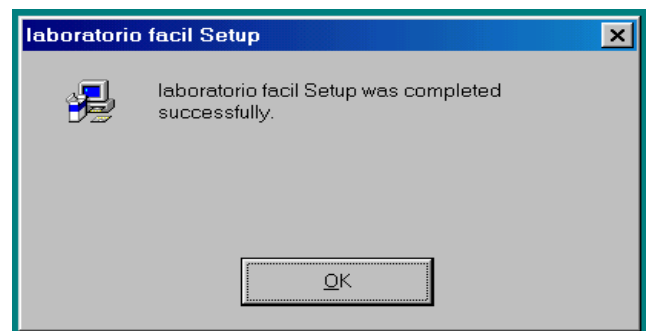 laboratorio facil Setup
laboratorio facil Setup was completed
successfully.
OK